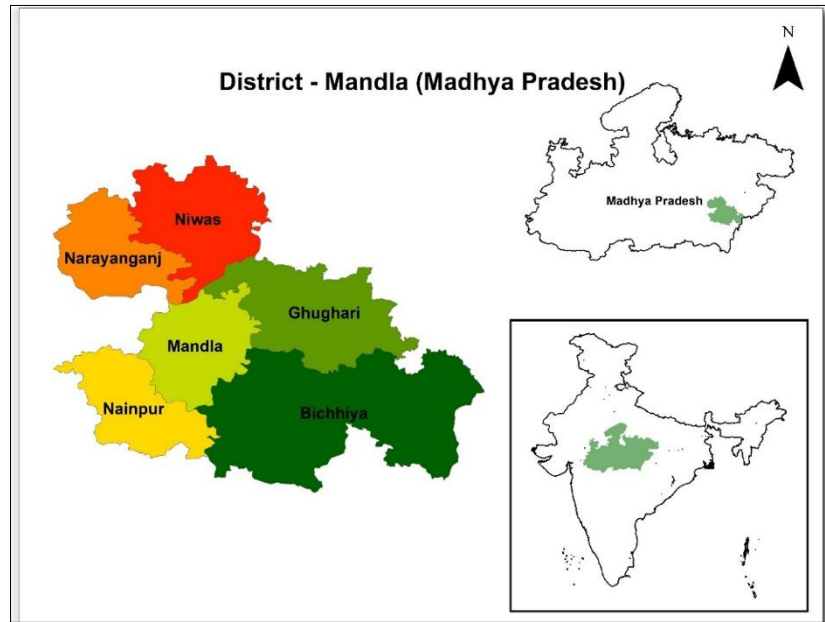 N
District - Mandla (Madhya Pradesh)
Madhya Pradesh
Niwas
Narayanganj
Ghughari
Mandla
Nainpur
Bichhiya